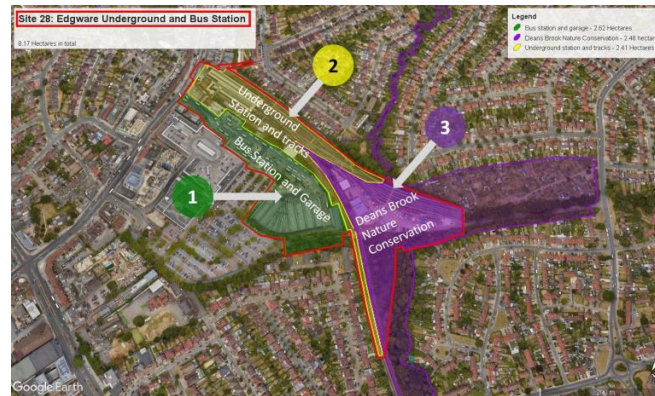 Site 28: Edgware Underground and Bus Station
8.17 Hectares in total
Legend
Bus station and garage - 2.82 Hectares
Deans Brook Nature Conservation - 2.48 hectar
Underground station and tracks - 2.41 Hectares
2
Underground
Station and tracks
3
Bus Station and Garage
1
Deans Brook
Nature
Conservation
Google Earth